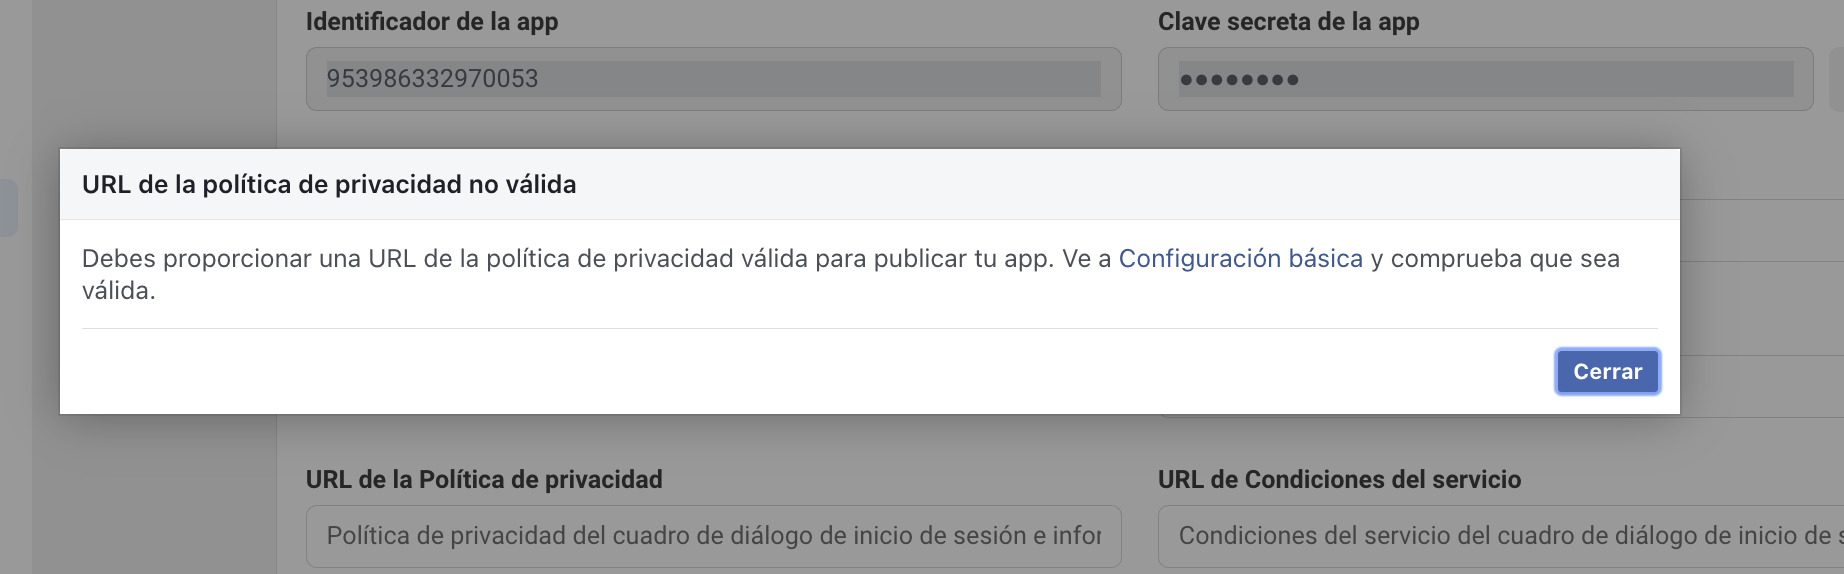 Identificador de la app
Clave secreta de la app
953986332970053
••••••••
URL de la política de privacidad no válida
Debes proporcionar una URL de la política de privacidad válida para publicar tu app. Ve a Configuración básica y comprueba que sea
válida.
Cerrar
URL de la Política de privacidad
URL de Condiciones del servicio
Política de privacidad del cuadro de diálogo de inicio de sesión e
Condiciones del servicio del cuadro de diálogo de inicio de